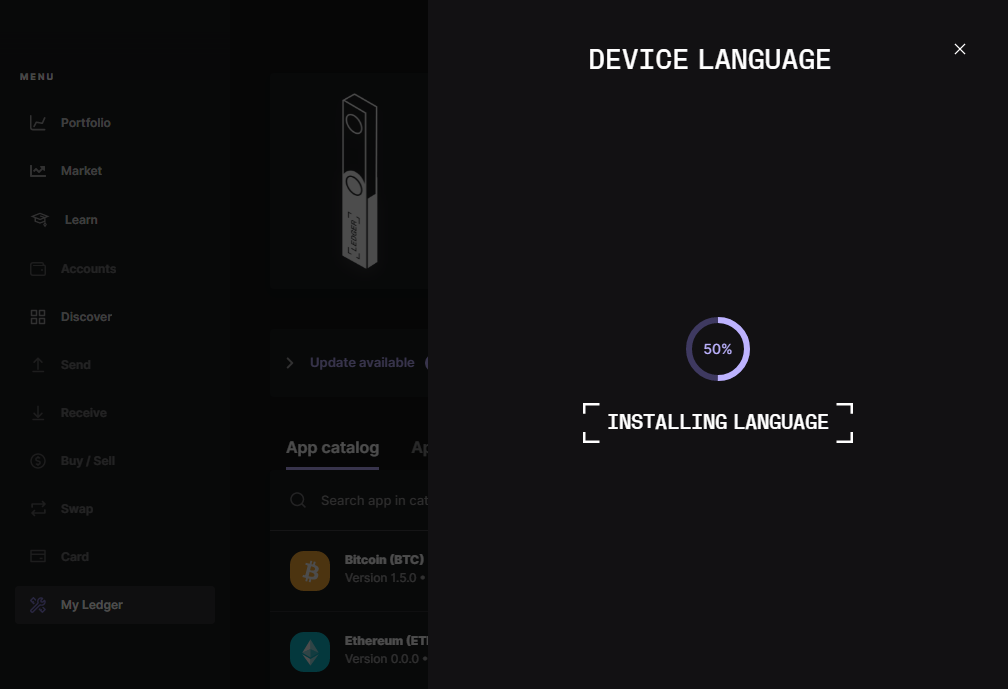 MENU
Portfolio
Market
Learn
Accounts
Discover
Send
Receive
Buy / Sell
Swap
Card
My Ledger
LEDGER
Update available
App catalog
Search app in cat
Bitcoin (BTC)
Version 1.5.0 •
Ethereum (ET
Version 0.0.0 •
DEVICE LANGUAGE
50%
INSTALLING LANGUAGE